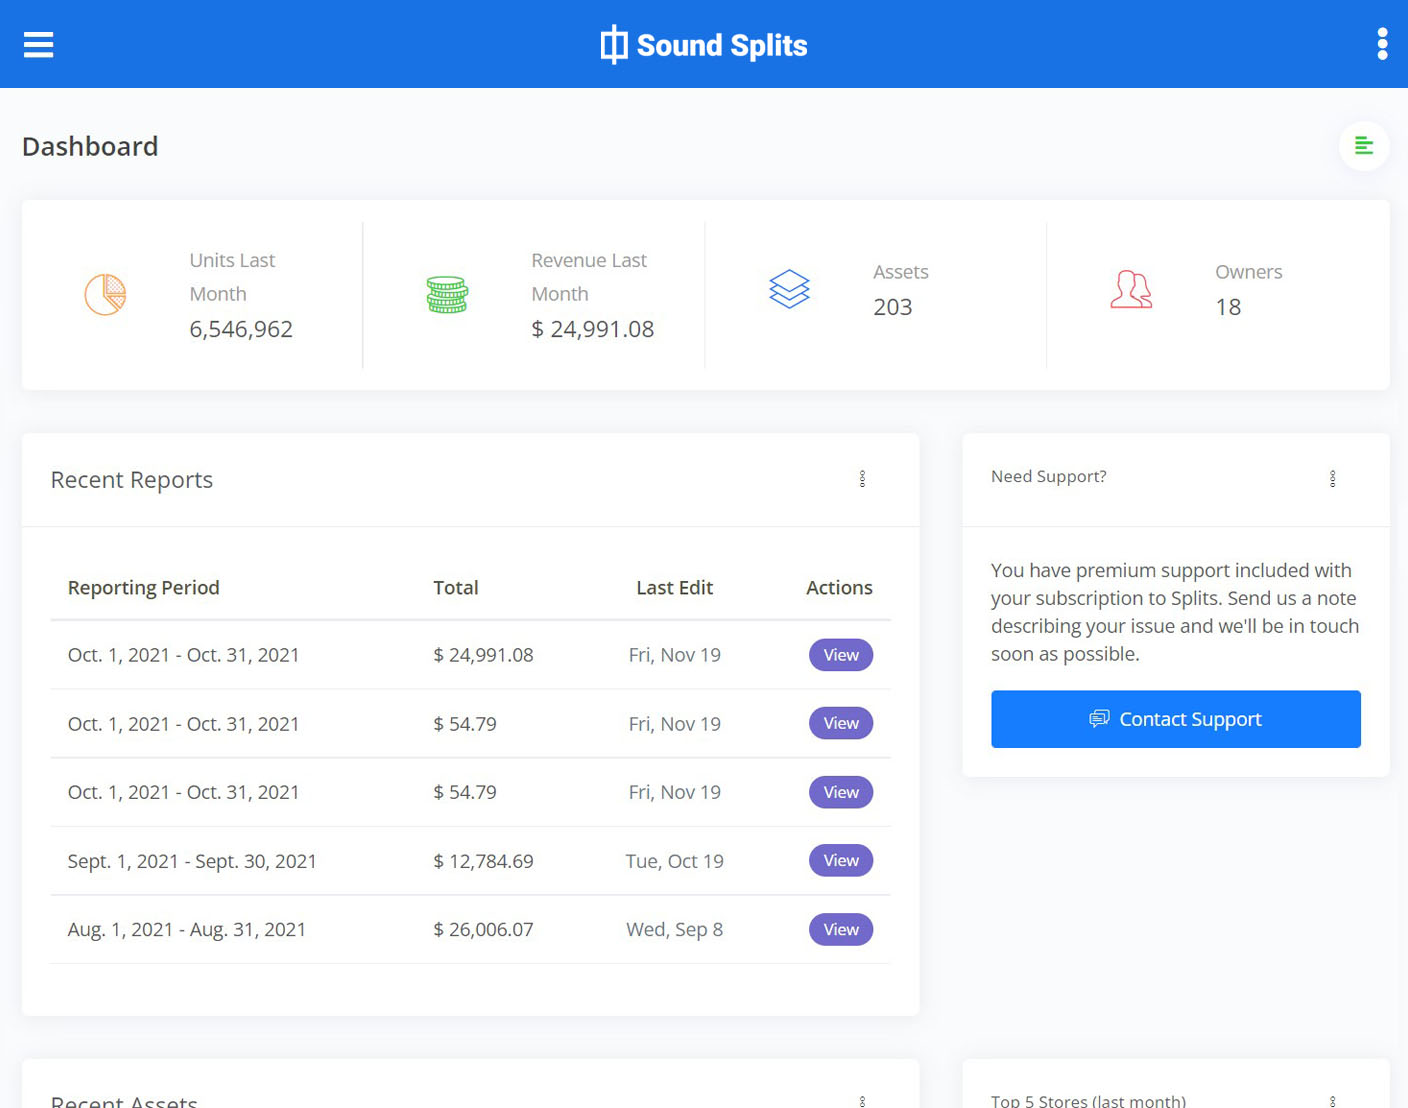 Sound Splits
Dashboard
Units Last
Month
6,546,962
Revenue Last
Month
$ 24,991.08
Assets
203
Owners
18
Recent Reports
Reporting Period Total Last Edit Actions
Oct. 1, 2021 - Oct. 31, 2021 $ 24,991.08 Fri, Nov 19 View
Oct. 1, 2021 - Oct. 31, 2021 $ 54.79 Fri, Nov 19 View
Oct. 1, 2021 - Oct. 31, 2021 $ 54.79 Fri, Nov 19 View
Sept. 1, 2021 - Sept. 30, 2021 $ 12,784.69 Tue, Oct 19 View
Aug. 1, 2021 - Aug. 31, 2021 $ 26,006.07 Wed, Sep 8 View
Need Support?
You have premium support included with
your subscription to Splits. Send us a note
describing your issue and we'll be in touch
soon as possible.
Contact Support
Recent Assets
Top 5 Stores (last month)